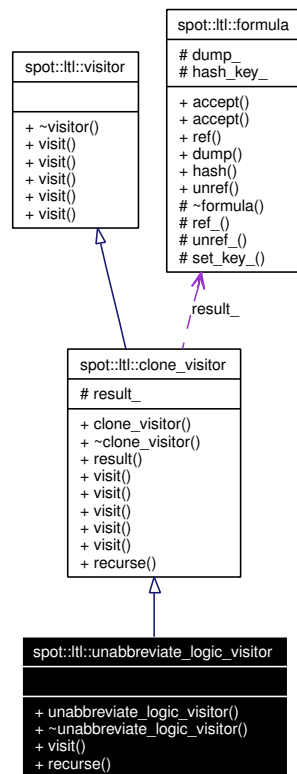 spot::ltl::formula
# dump_
# hash_key_
+ accept()
+ accept()
+ ref()
+ dump()
+ hash()
+ unref()
# ~formula()
# ref_()
# unref_()
# set_key_()
spot::ltl::visitor
+ ~visitor()
+ visit()
+ visit()
+ visit()
+ visit()
+ visit()
result_
spot::ltl::clone_visitor
# result_
+ clone_visitor()
+ ~clone_visitor()
+ result()
+ visit()
+ visit()
+ visit()
+ visit()
+ visit()
+ recurse()
spot::ltl::unabbreviate_logic_visitor
+ unabbreviate_logic_visitor()
+ ~unabbreviate_logic_visitor()
+ visit()
+ recurse()